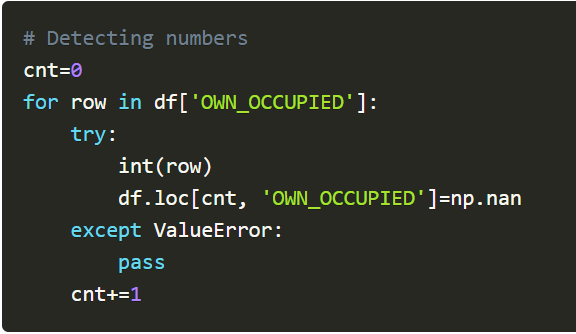 # Detecting numbers
cnt=0
for row in df['OWN_OCCUPIED']:
    try:
        int(row)
        df.loc[cnt, 'OWN_OCCUPIED']=np.nan
    except ValueError:
        pass
    cnt+=1